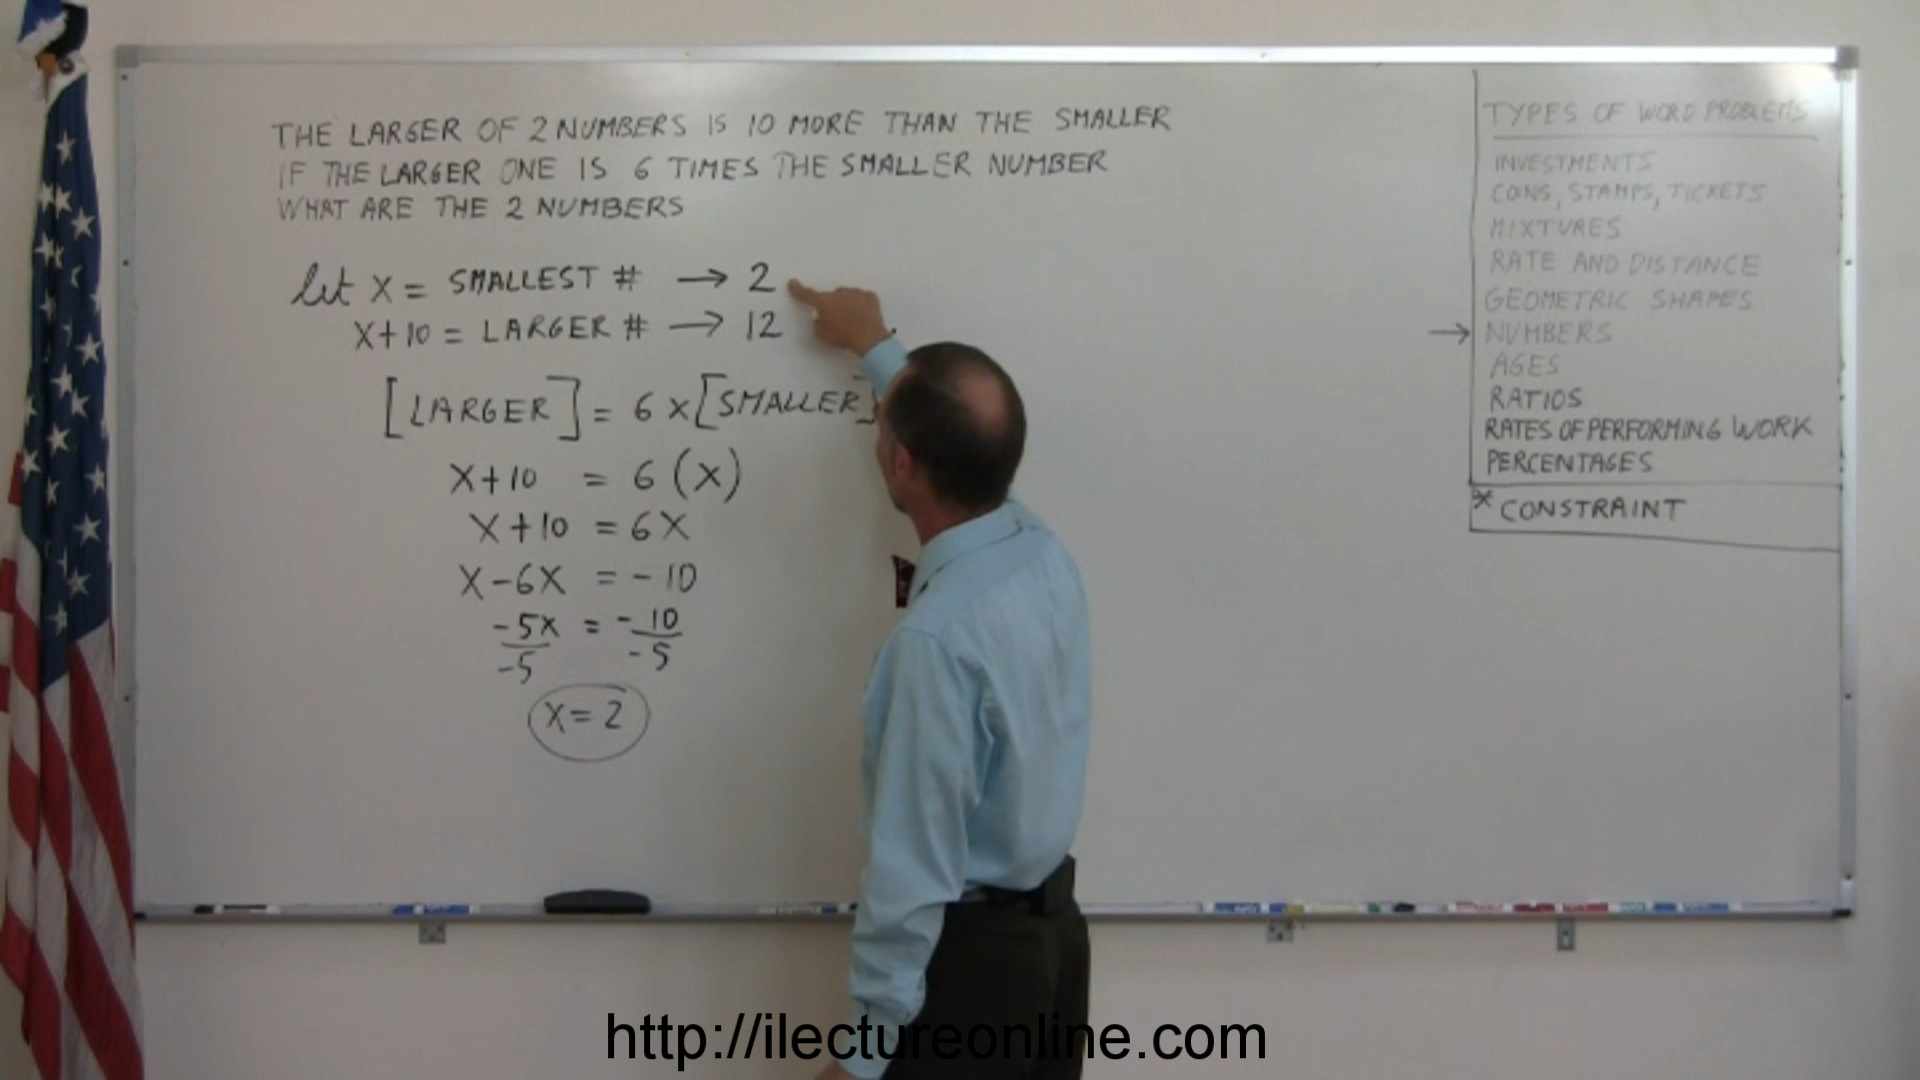 THE LARGER OF 2 NUMBERS IS 10 MORE THAN THE SMALLER
IF THE LARGER ONE IS 6 TIMES THE SMALLER NUMBER
WHAT ARE THE 2 NUMBERS
let x = SMALLEST # → 2
x+10 = LARGER # → 12
[LARGER] = 6 x [SMALLER]
x+10 = 6 (x)
x+10 = 6x
x-6x = -10
-5x = -10
-5 -5
x=2
TYPES OF WORD PROBLEMS
INVESTMENTS
COINS, STAMPS, TICKETS
MIXTURES
RATE AND DISTANCE
GEOMETRIC SHAPES
→ NUMBERS
AGES
RATIOS
RATES OF PERFORMING WORK
PERCENTAGES
* CONSTRAINT
http://ilectureonline.com